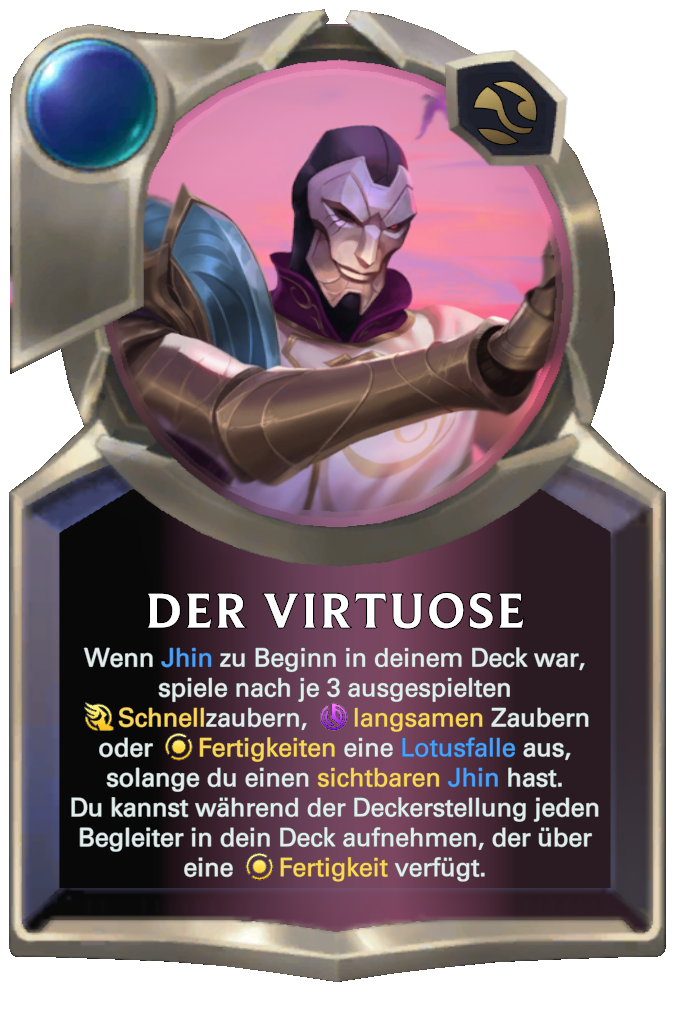 DER VIRTUOSE
Wenn Jhin zu Beginn in deinem Deck war,
spiele nach je 3 ausgespielten
Schnellzaubern, langsamen Zaubern
oder Fertigkeiten eine Lotusfalle aus,
solange du einen sichtbaren Jhin hast.
Du kannst während der Deckerstellung jeden
Begleiter in dein Deck aufnehmen, der über
eine Fertigkeit verfügt.